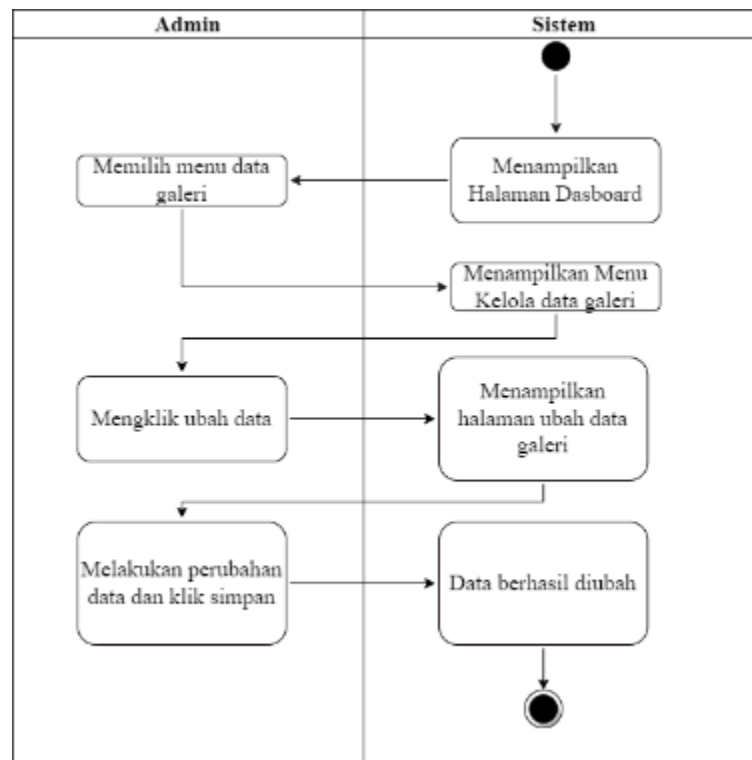 Admin
Sistem
Menampilkan
Halaman Dasboard
Memilih menu data
galeri
Menampilkan Menu
Kelola data galeri
Mengklik ubah data
Menampilkan
halaman ubah data
galeri
Melakukan perubahan
data dan klik simpan
Data berhasil diubah